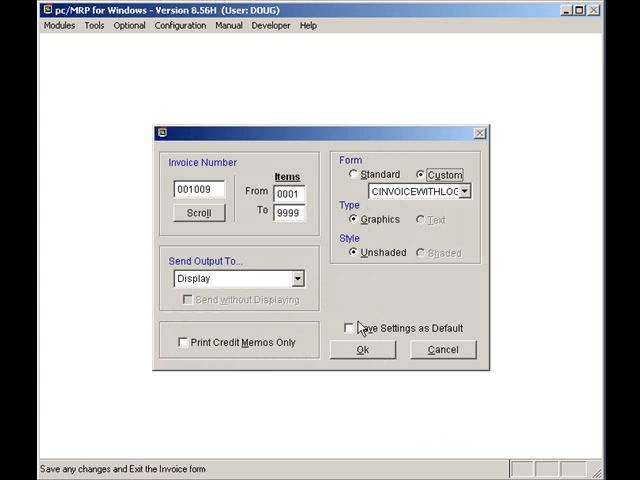 pc/MRP for Windows - Version 8.56H (User: DOUG)
Modules Tools Optional Configuration Manual Developer Help
Invoice Number
Items
001009
From 0001
Scroll
To 9999
Form
Standard Custom
CINVOICEWITHLOG
Type
Graphics Text
Style
Unshaded Shaded
Send Output To...
Display
Send without Displaying
Print Credit Memos Only
Settings as Default
Ok Cancel
Save any changes and Exit the Invoice form